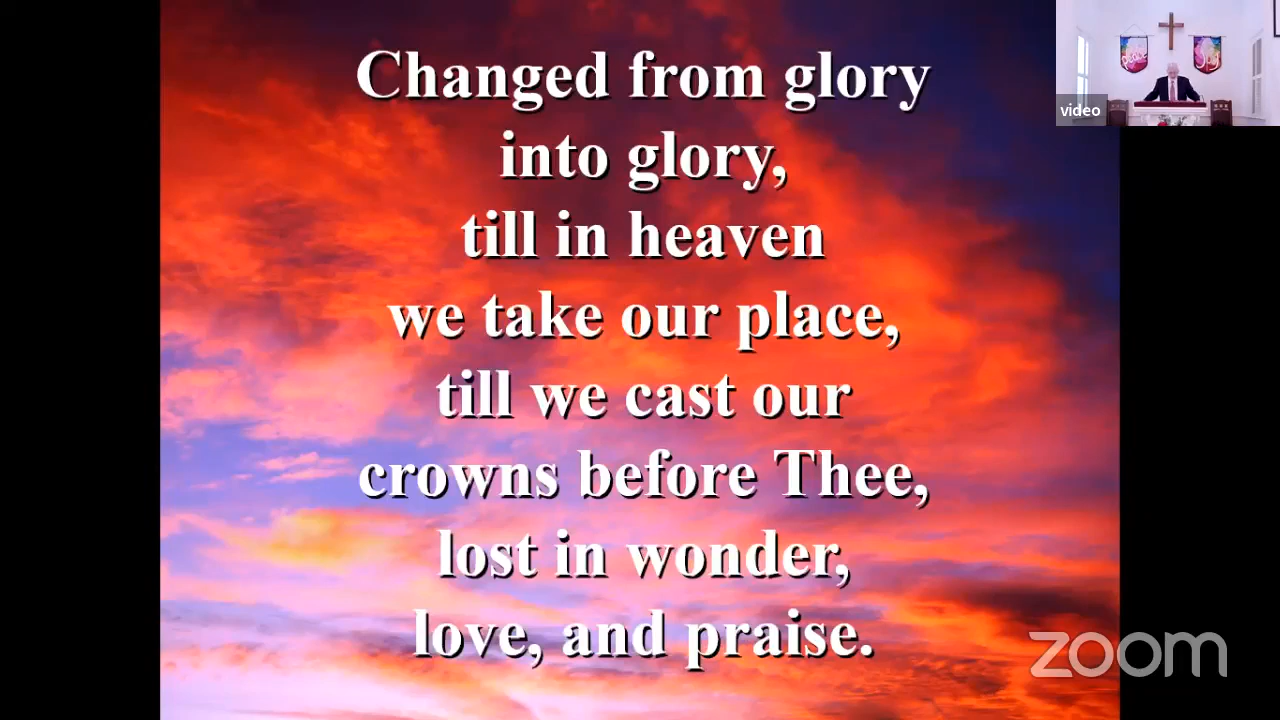 Changed from glory
into glory,
till in heaven
we take our place,
till we cast our
crowns before Thee,
lost in wonder,
love, and praise.
video
zoom